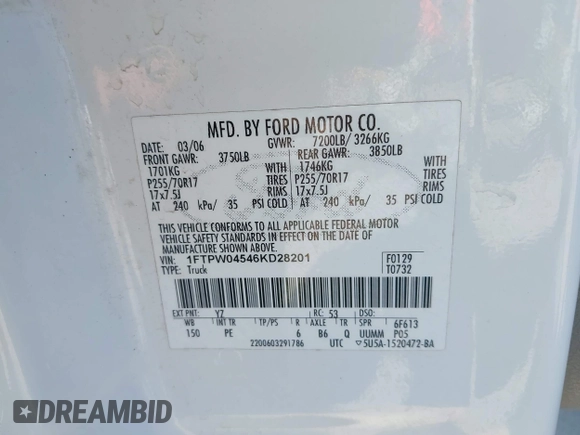 MFD. BY FORD MOTOR CO.
DATE: 03/06 GVWR: 7200LB/ 3266KG
FRONT GAWR: 3750LB REAR GAWR: 3850LB
1701KG WITH 1746KG WITH
P255/70R17 TIRES P255/70R17 TIRES
17x7.5J RIMS 17x7.5J RIMS
AT 240 kPa/ 35 PSI COLD AT 240 kPa/ 35 PSI COLD
THIS VEHICLE CONFORMS TO ALL APPLICABLE FEDERAL MOTOR
VEHICLE SAFETY STANDARDS IN EFFECT ON THE DATE OF
MANUFACTURE SHOWN ABOVE.
VIN: 1FTPW04546KD28201 F0129
TYPE: Truck T0732
EXT PNT: YZ RC: 53 DSO:
WB INT TR TP/PS R AXLE TR SPR 6F613
150 PE 6 B6 Q UUMM P05
2200603291786 UTC ▽5U5A-1520472-BA
DREAMBID